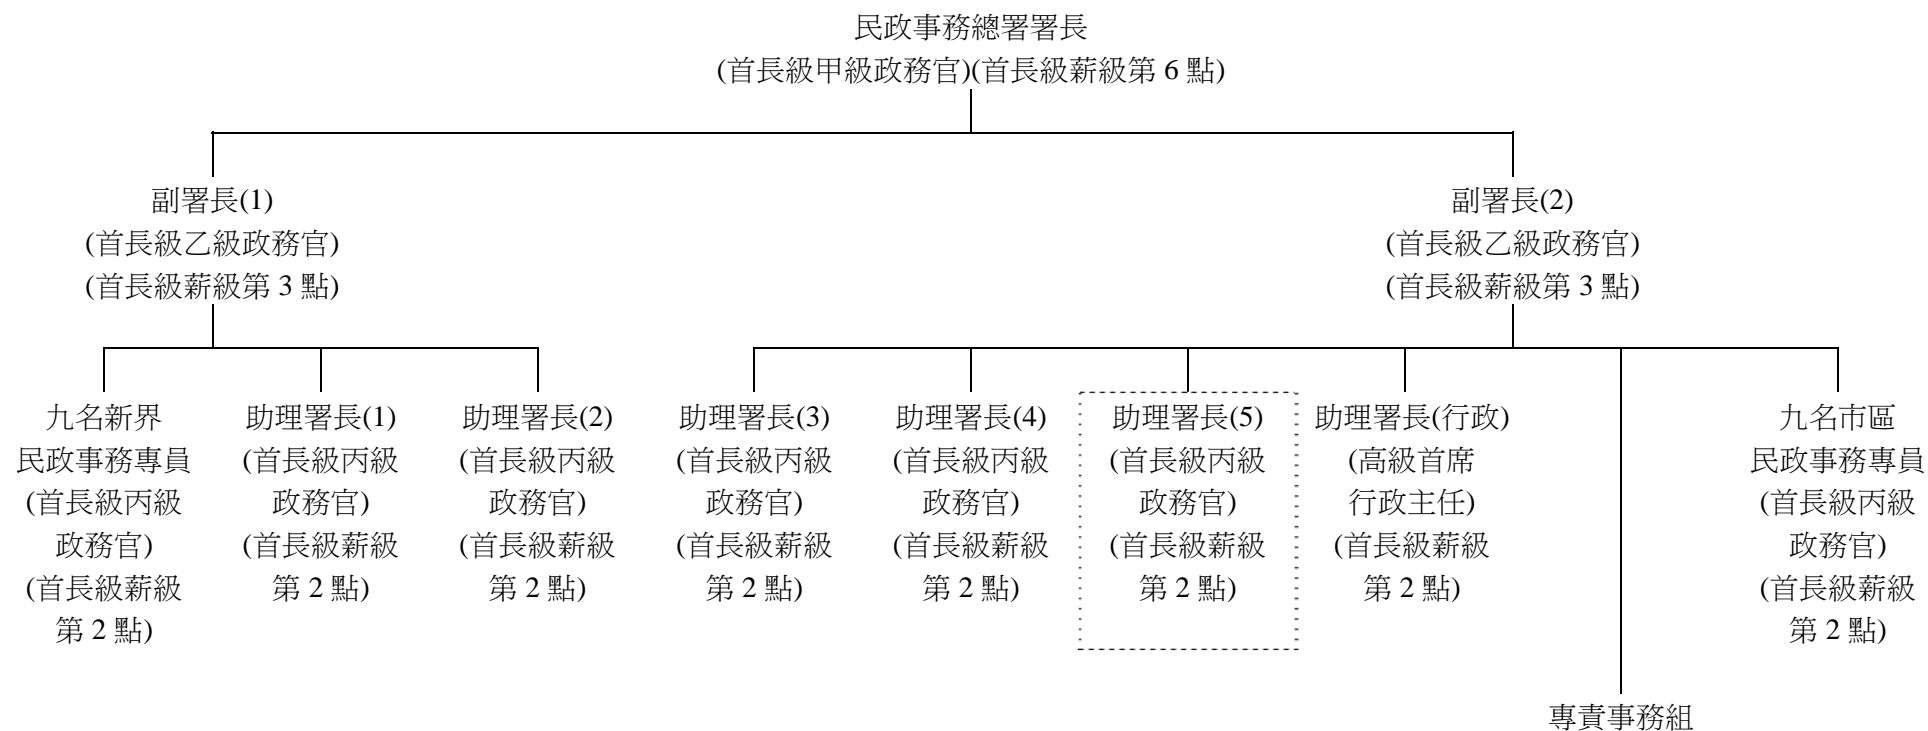 民政事務總署署長
(首長級甲級政務官)(首長級薪級第 6 點)
副署長(1)
(首長級乙級政務官)
(首長級薪級第 3 點)
副署長(2)
(首長級乙級政務官)
(首長級薪級第 3 點)
九名新界
民政事務專員
(首長級丙級
政務官)
(首長級薪級
第 2 點)
助理署長(1)
(首長級丙級
政務官)
(首長級薪級
第 2 點)
助理署長(2)
(首長級丙級
政務官)
(首長級薪級
第 2 點)
助理署長(3)
(首長級丙級
政務官)
(首長級薪級
第 2 點)
助理署長(4)
(首長級丙級
政務官)
(首長級薪級
第 2 點)
助理署長(5)
(首長級丙級
政務官)
(首長級薪級
第 2 點)
助理署長(行政)
(高級首席
行政主任)
(首長級薪級
第 2 點)
專責事務組
九名市區
民政事務專員
(首長級丙級
政務官)
(首長級薪級
第 2 點)